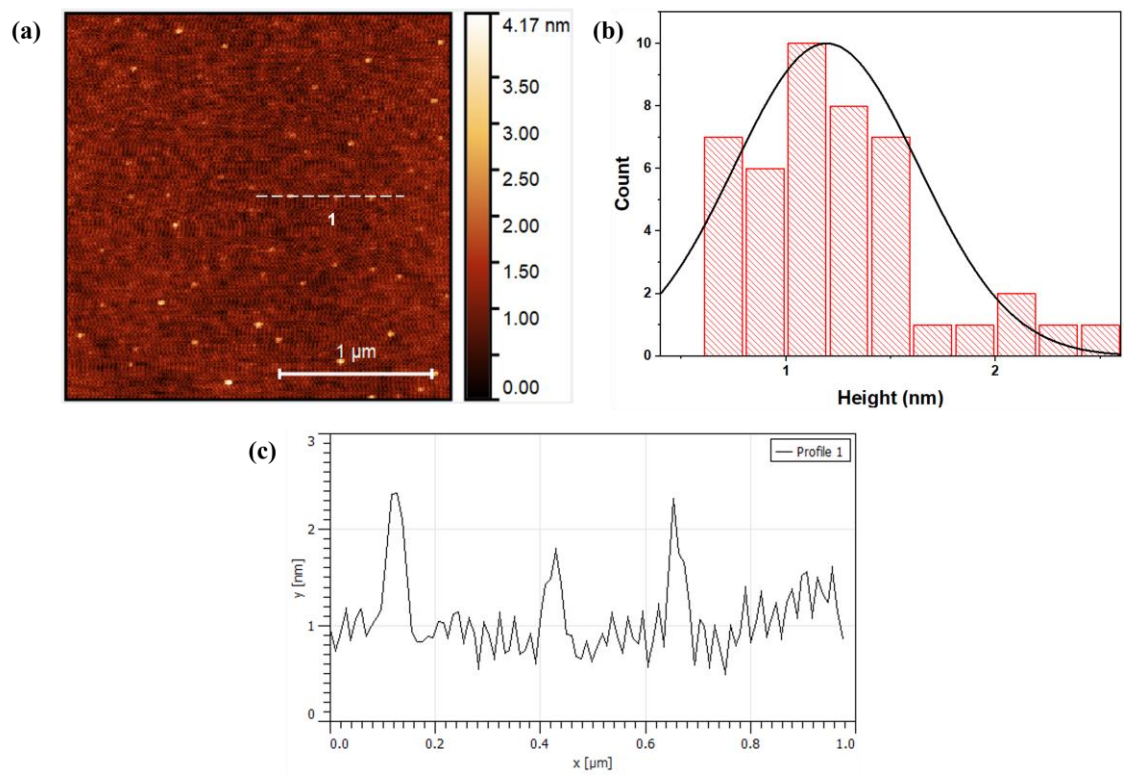 (a)
4.17 nm
3.50
3.00
2.50
2.00
1.50
1.00
0.00
1
1 µm
(b)
Count
10
8
6
4
2
0
1
2
Height (nm)
(c)
Profile 1
y [nm]
3
2
1
0
0.0
0.2
0.4
0.6
0.8
1.0
x [µm]